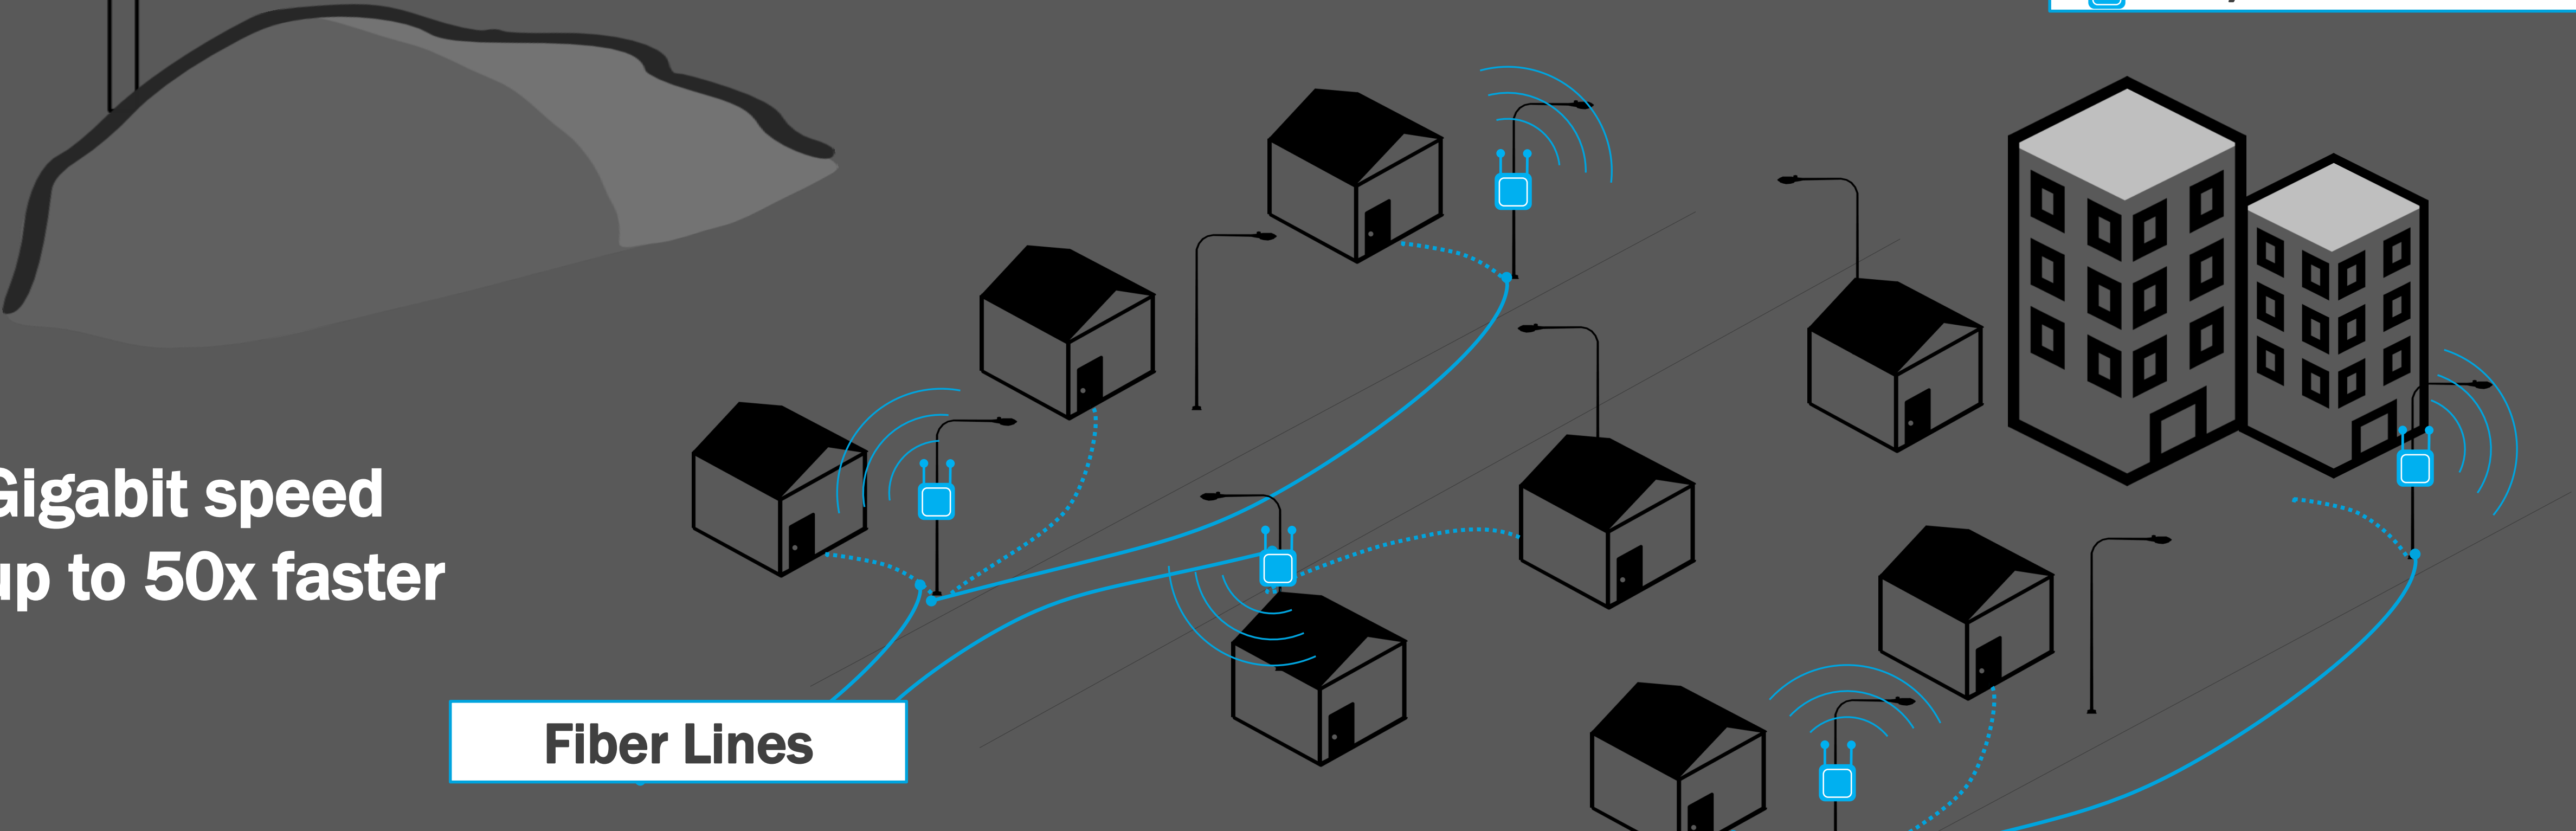 Gigabit speed
up to 50x faster
Fiber Lines